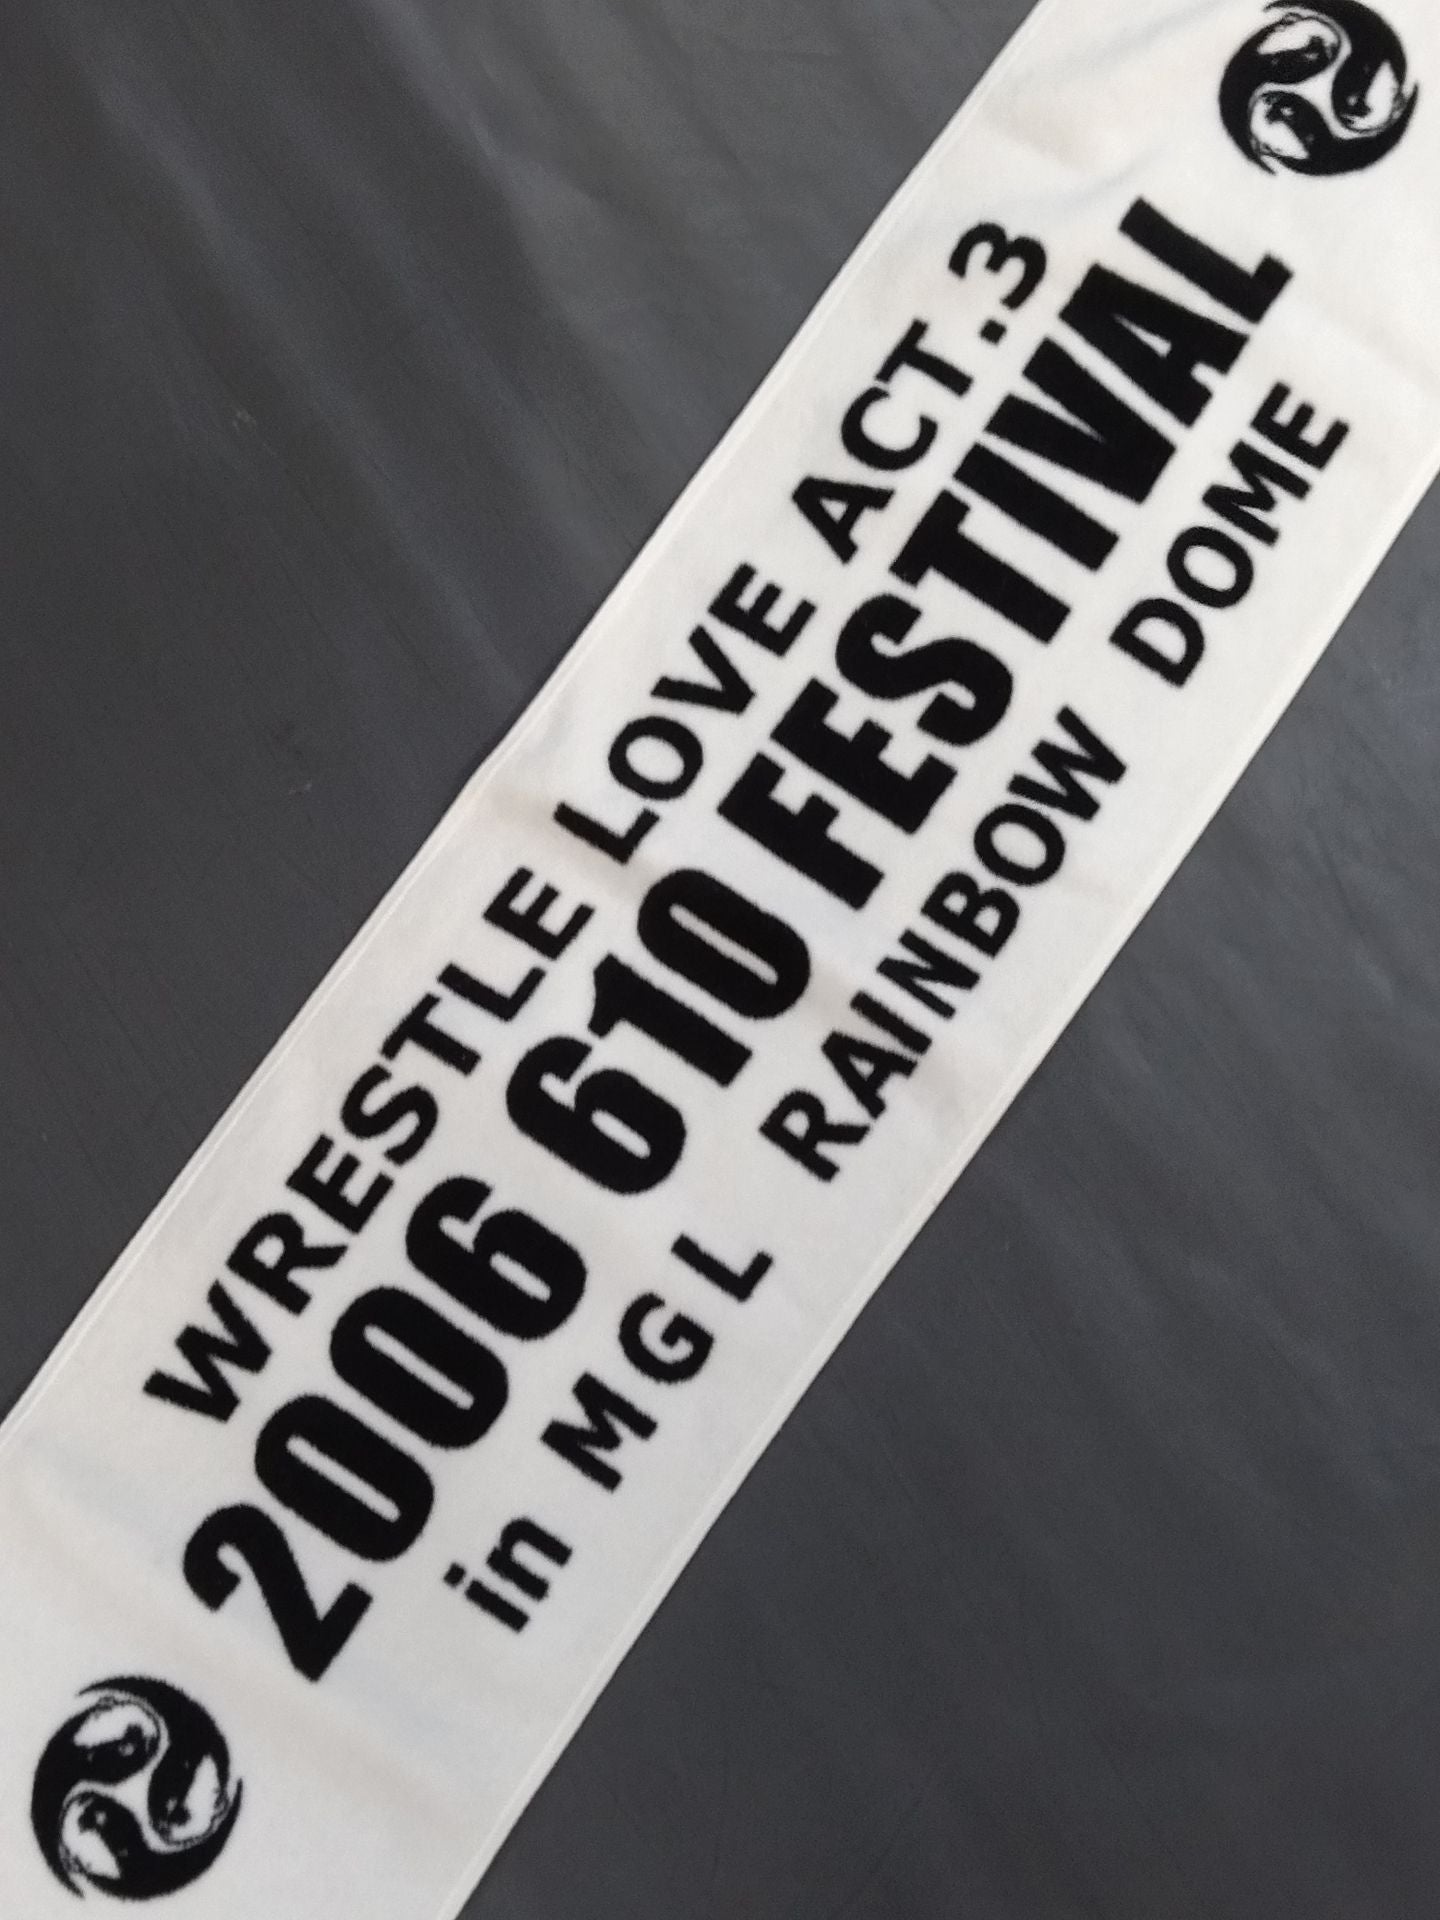 WRESTLE LOVE ACT.3
2006 610 FESTIVAL
in MGL RAINBOW DOME